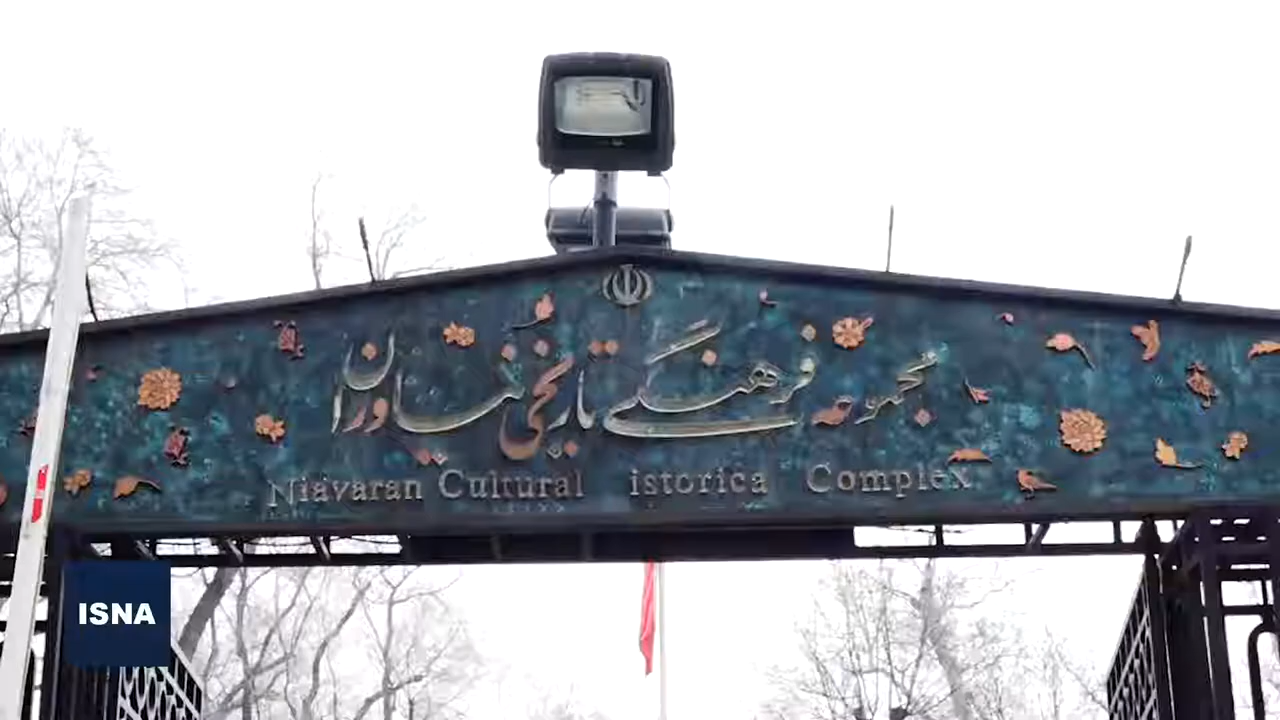 مجموعه فرهنگی تاریخی نیاوران
Niavaran Cultural istorica Complex
ISNA